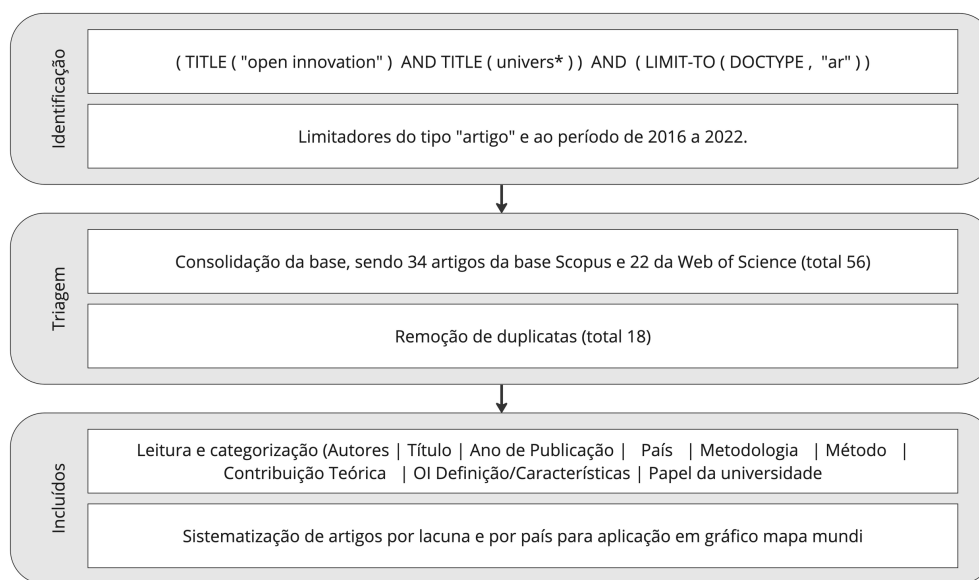 Identificação
( TITLE ( "open innovation" ) AND TITLE ( univers* ) ) AND ( LIMIT-TO ( DOCTYPE , "ar" ) )
Limitadores do tipo "artigo" e ao período de 2016 a 2022.
Triagem
Consolidação da base, sendo 34 artigos da base Scopus e 22 da Web of Science (total 56)
Remoção de duplicatas (total 18)
Incluídos
Leitura e categorização (Autores | Título | Ano de Publicação | País | Metodologia | Método |
Contribuição Teórica | OI Definição/Características | Papel da universidade
Sistematização de artigos por lacuna e por país para aplicação em gráfico mapa mundi